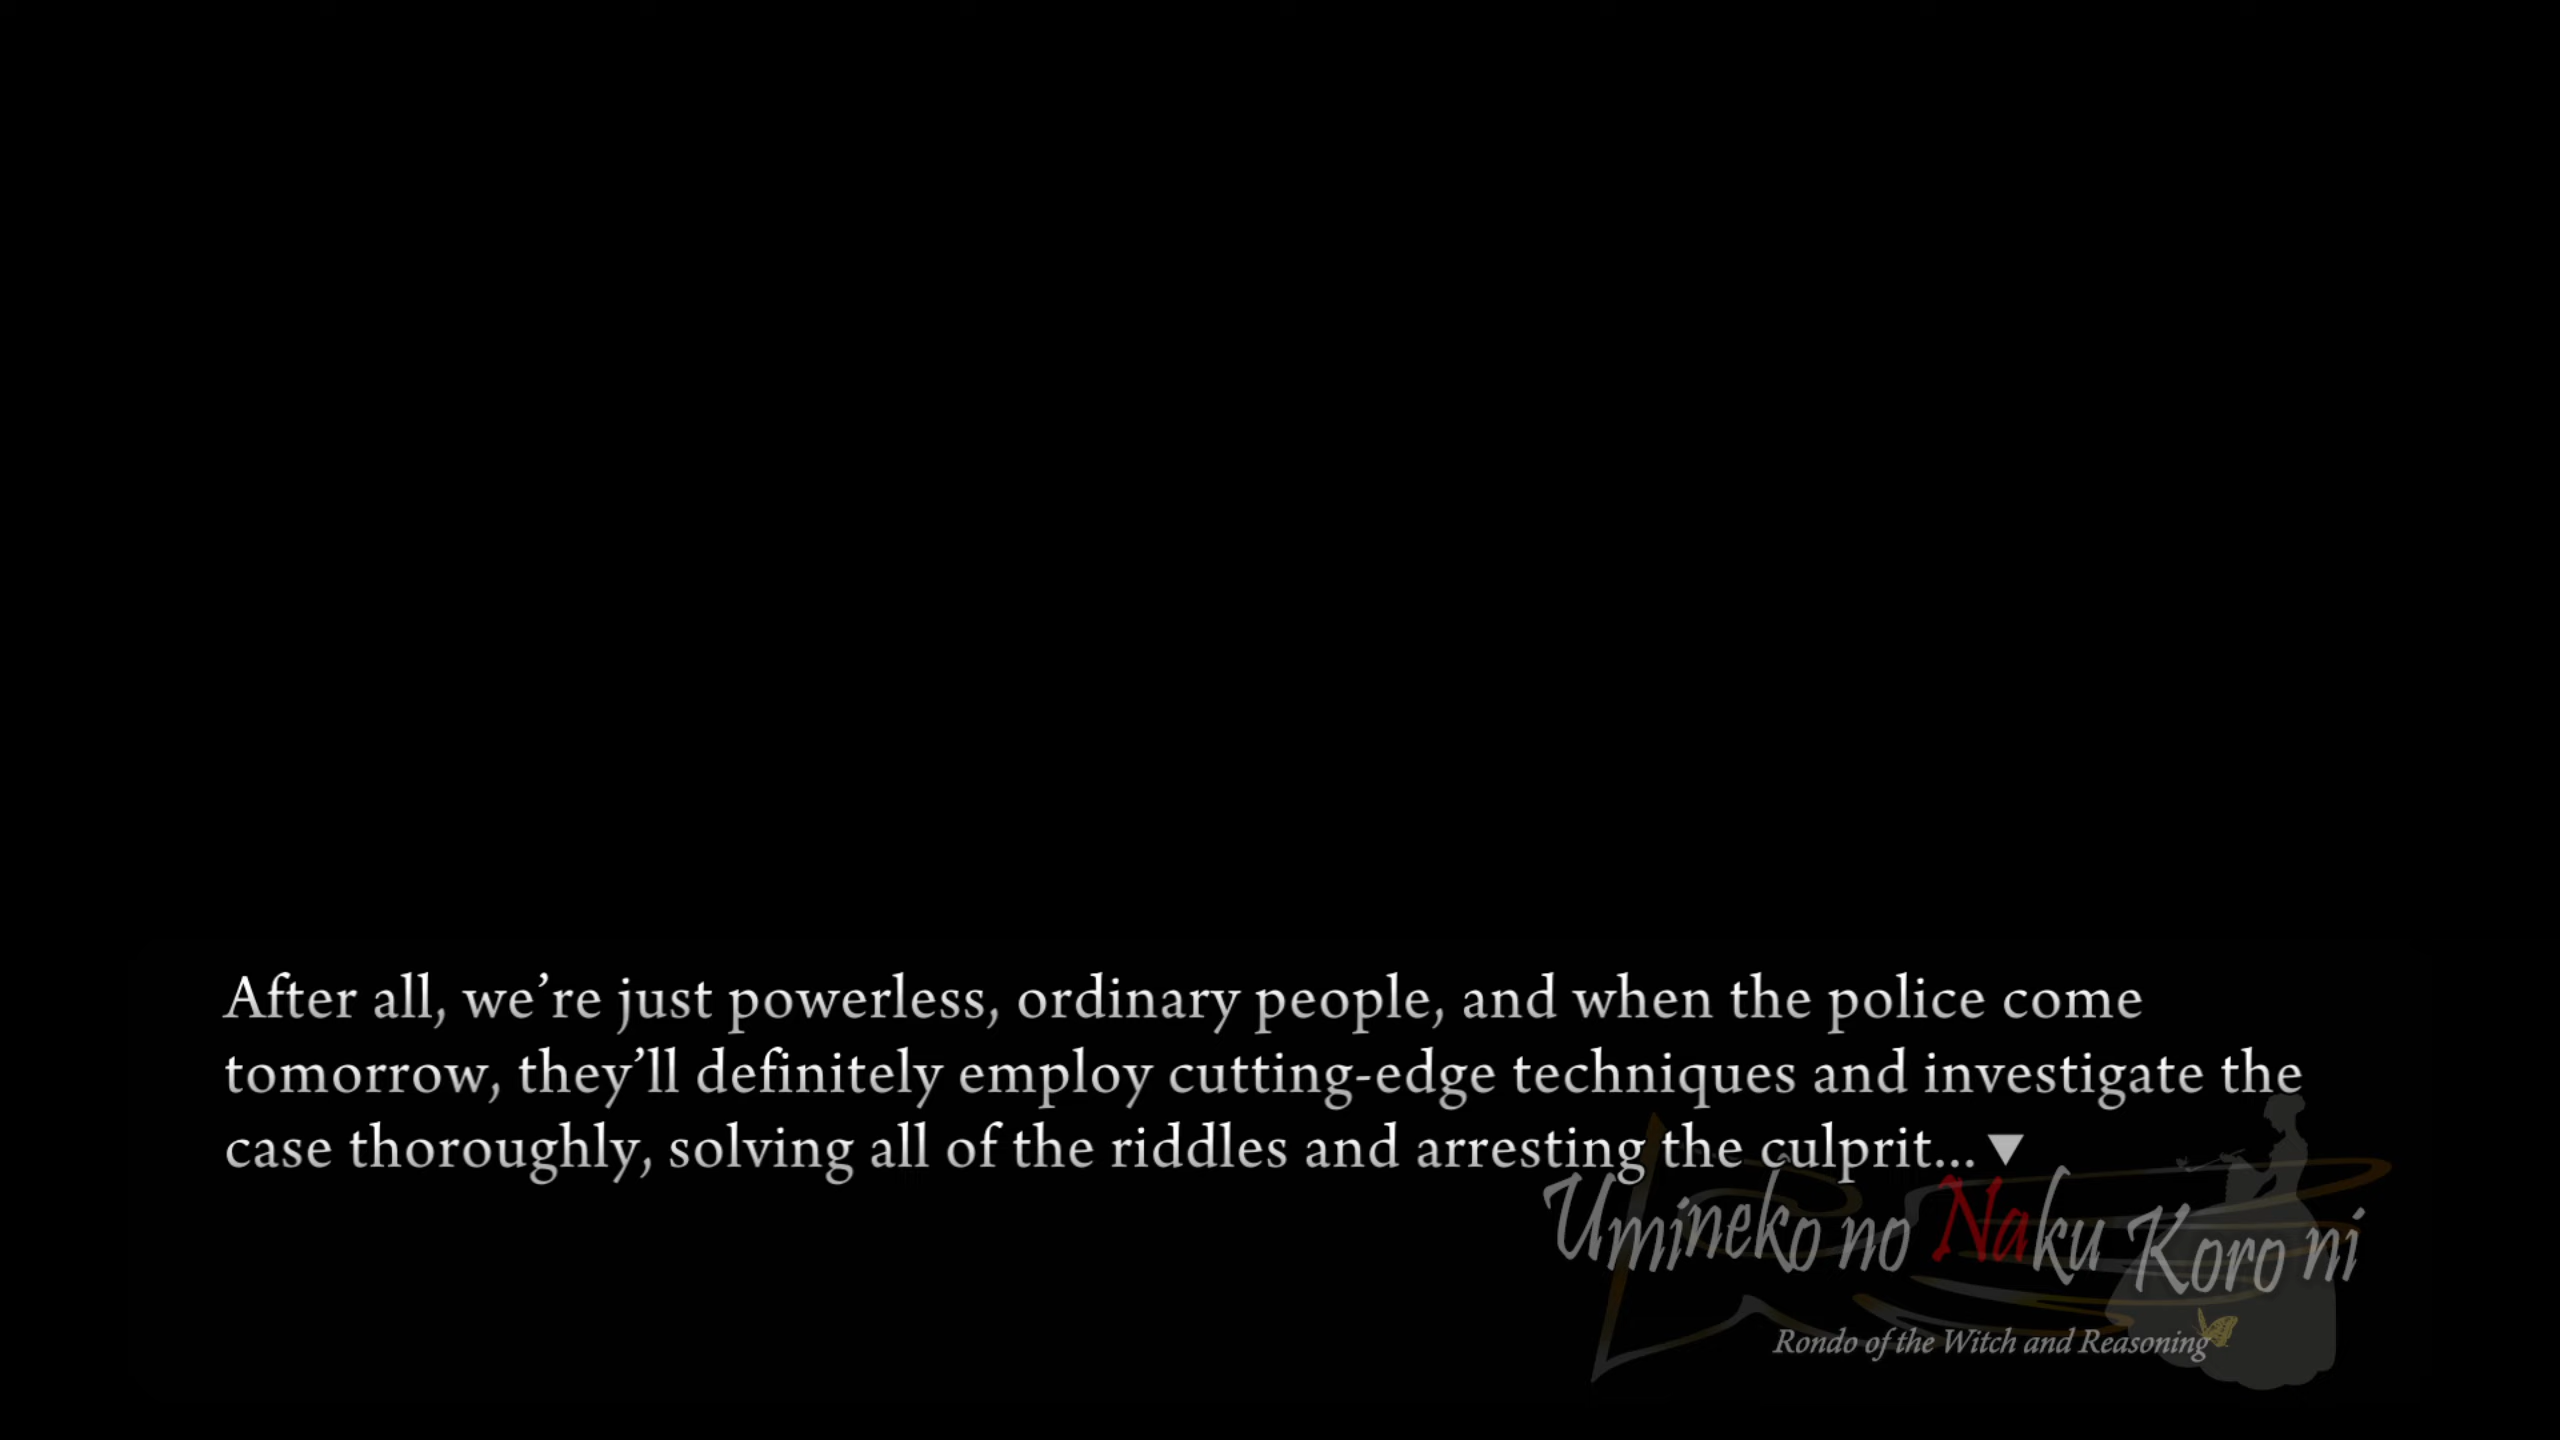 After all, we’re just powerless, ordinary people, and when the police come
tomorrow, they’ll definitely employ cutting-edge techniques and investigate the
case thoroughly, solving all of the riddles and arresting the culprit...
Umineko no Naku Koro ni
Rondo of the Witch and Reasoning